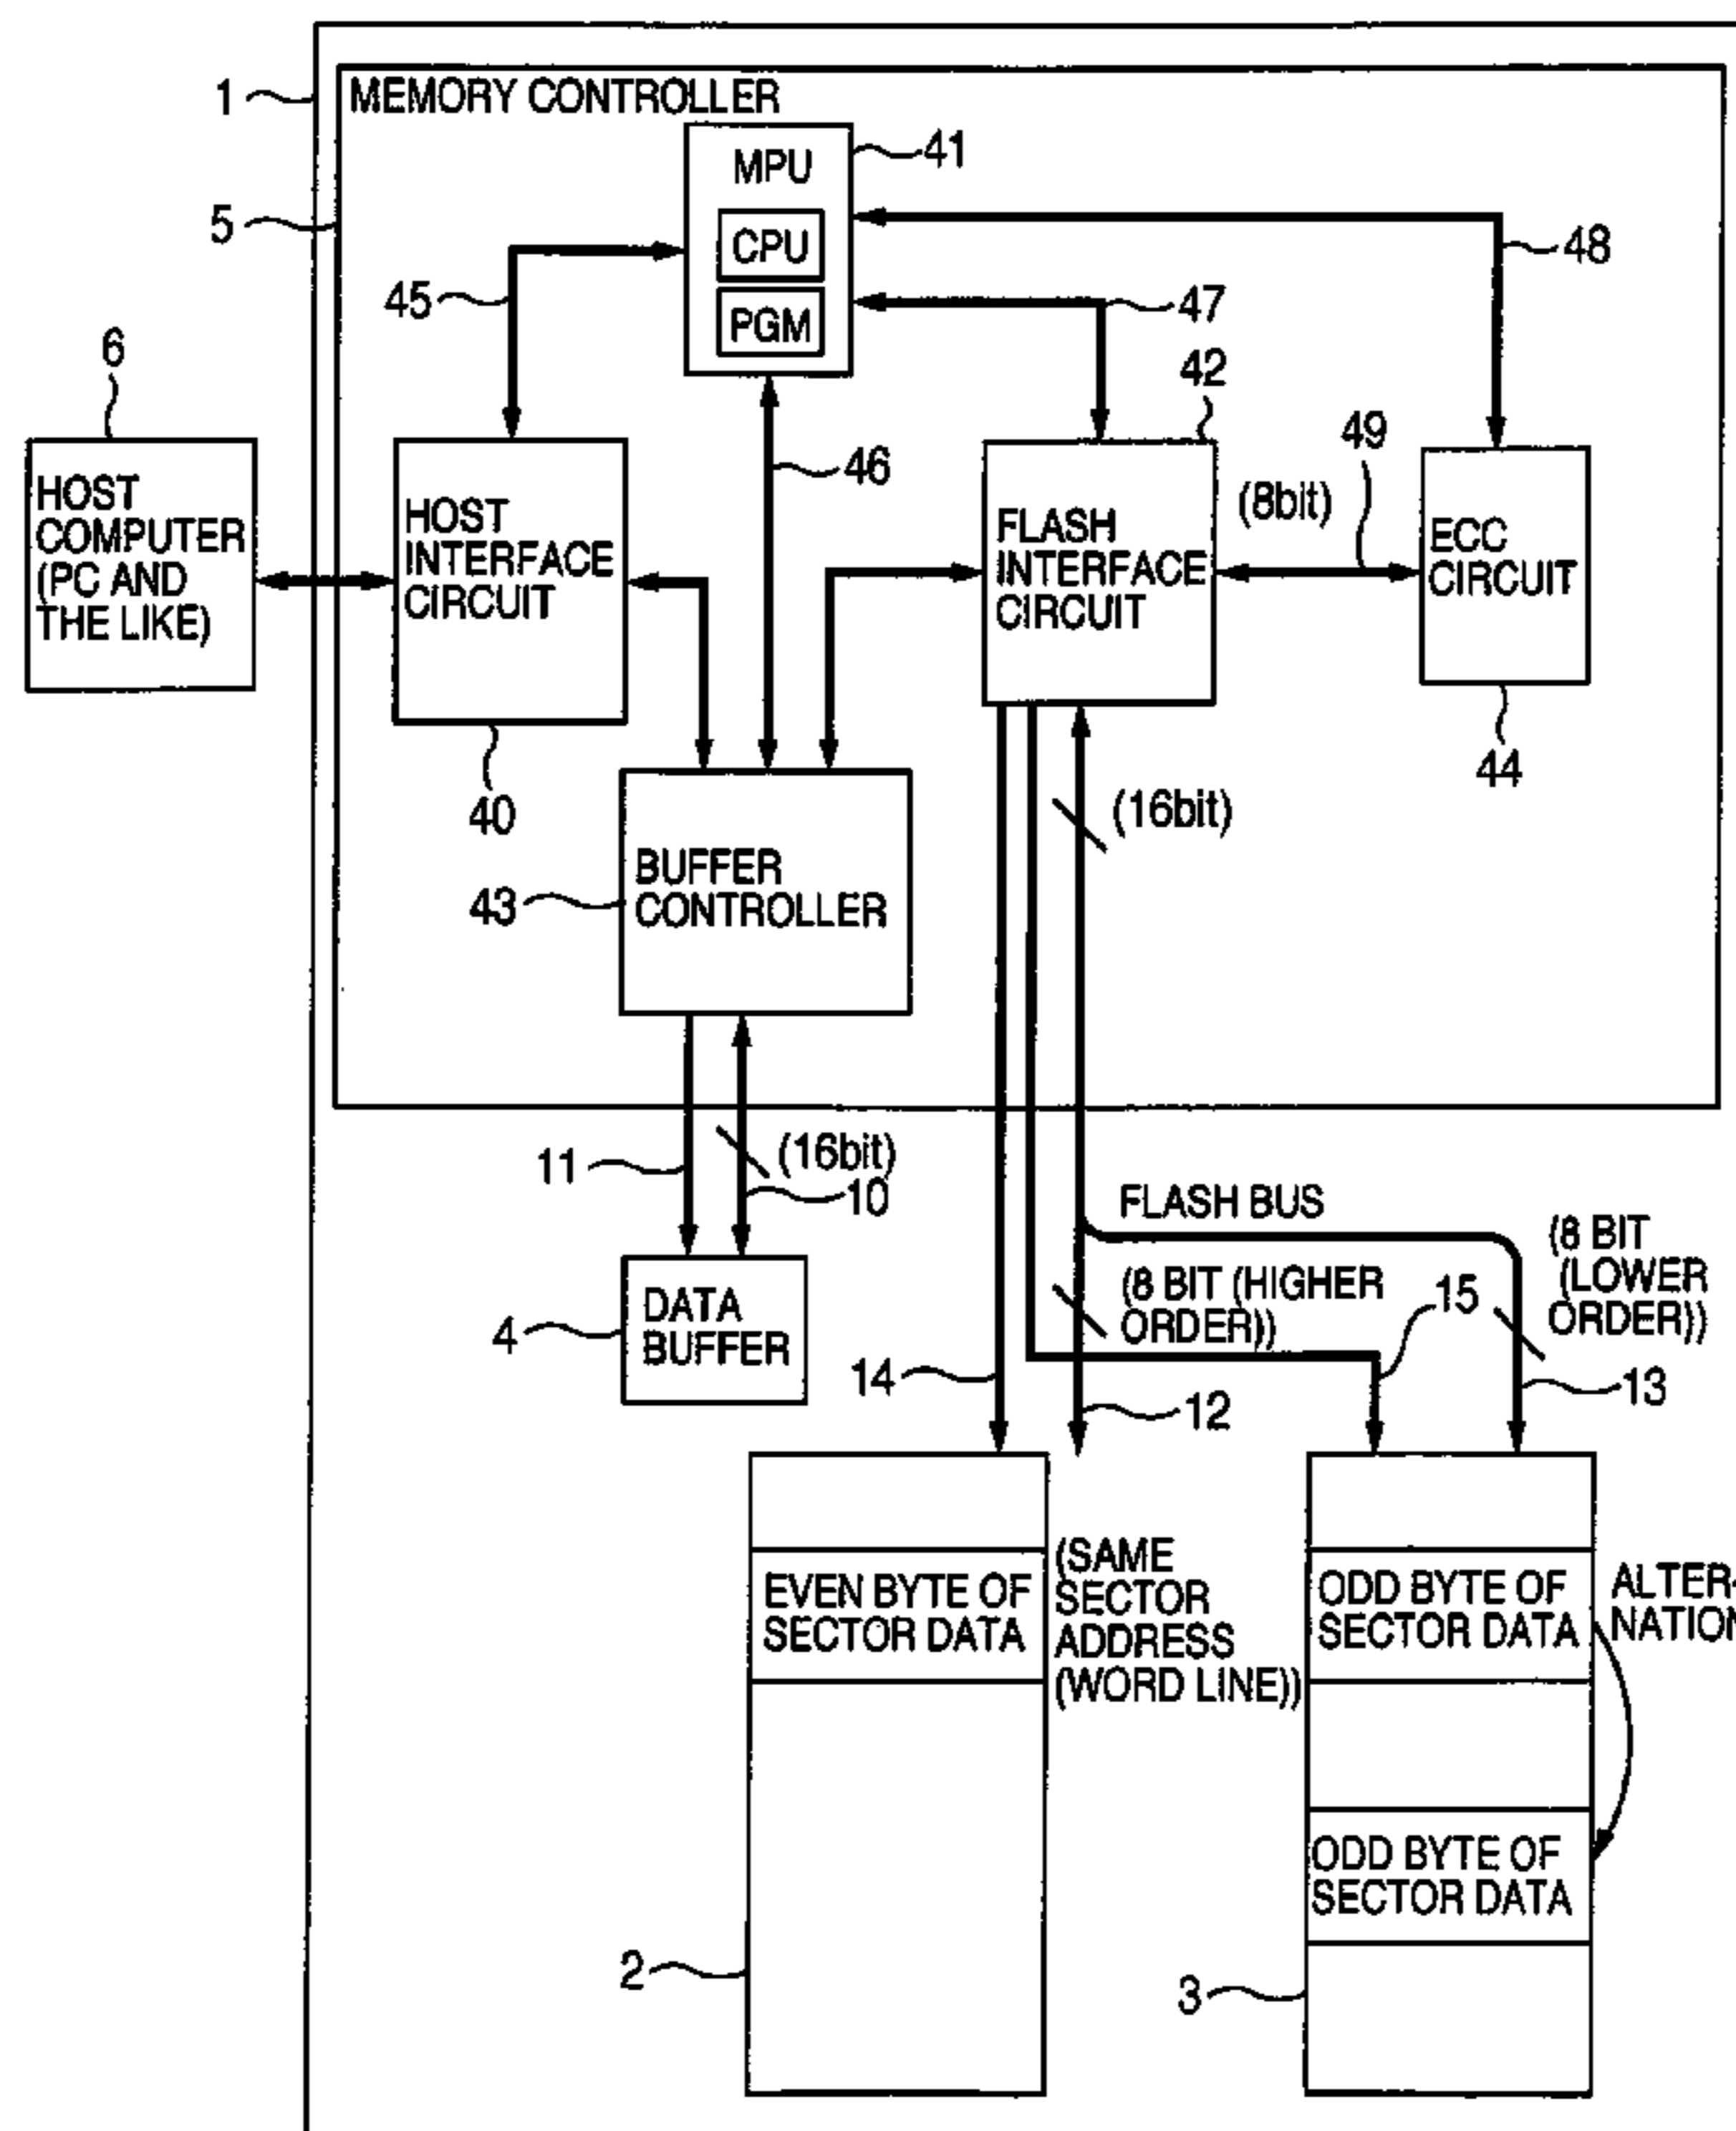 1
MEMORY CONTROLLER
MPU
41
5
CPU
48
45
47
PGM
6
42
49
46
HOST
COMPUTER
(PC AND
THE LIKE)
HOST
INTERFACE
CIRCUIT
FLASH
INTERFACE
CIRCUIT
(8bit)
ECC
CIRCUIT
40
44
(16bit)
BUFFER
CONTROLLER
43
11
(16bit)
10
FLASH BUS
(8 BIT
(LOWER
ORDER))
(8 BIT (HIGHER
ORDER))
15
4
DATA
BUFFER
14
12
13
EVEN BYTE OF
SECTOR DATA
(SAME
SECTOR
ADDRESS
(WORD LINE))
ODD BYTE OF
SECTOR DATA
ALTER-
NATION
ODD BYTE OF
SECTOR DATA
2
3